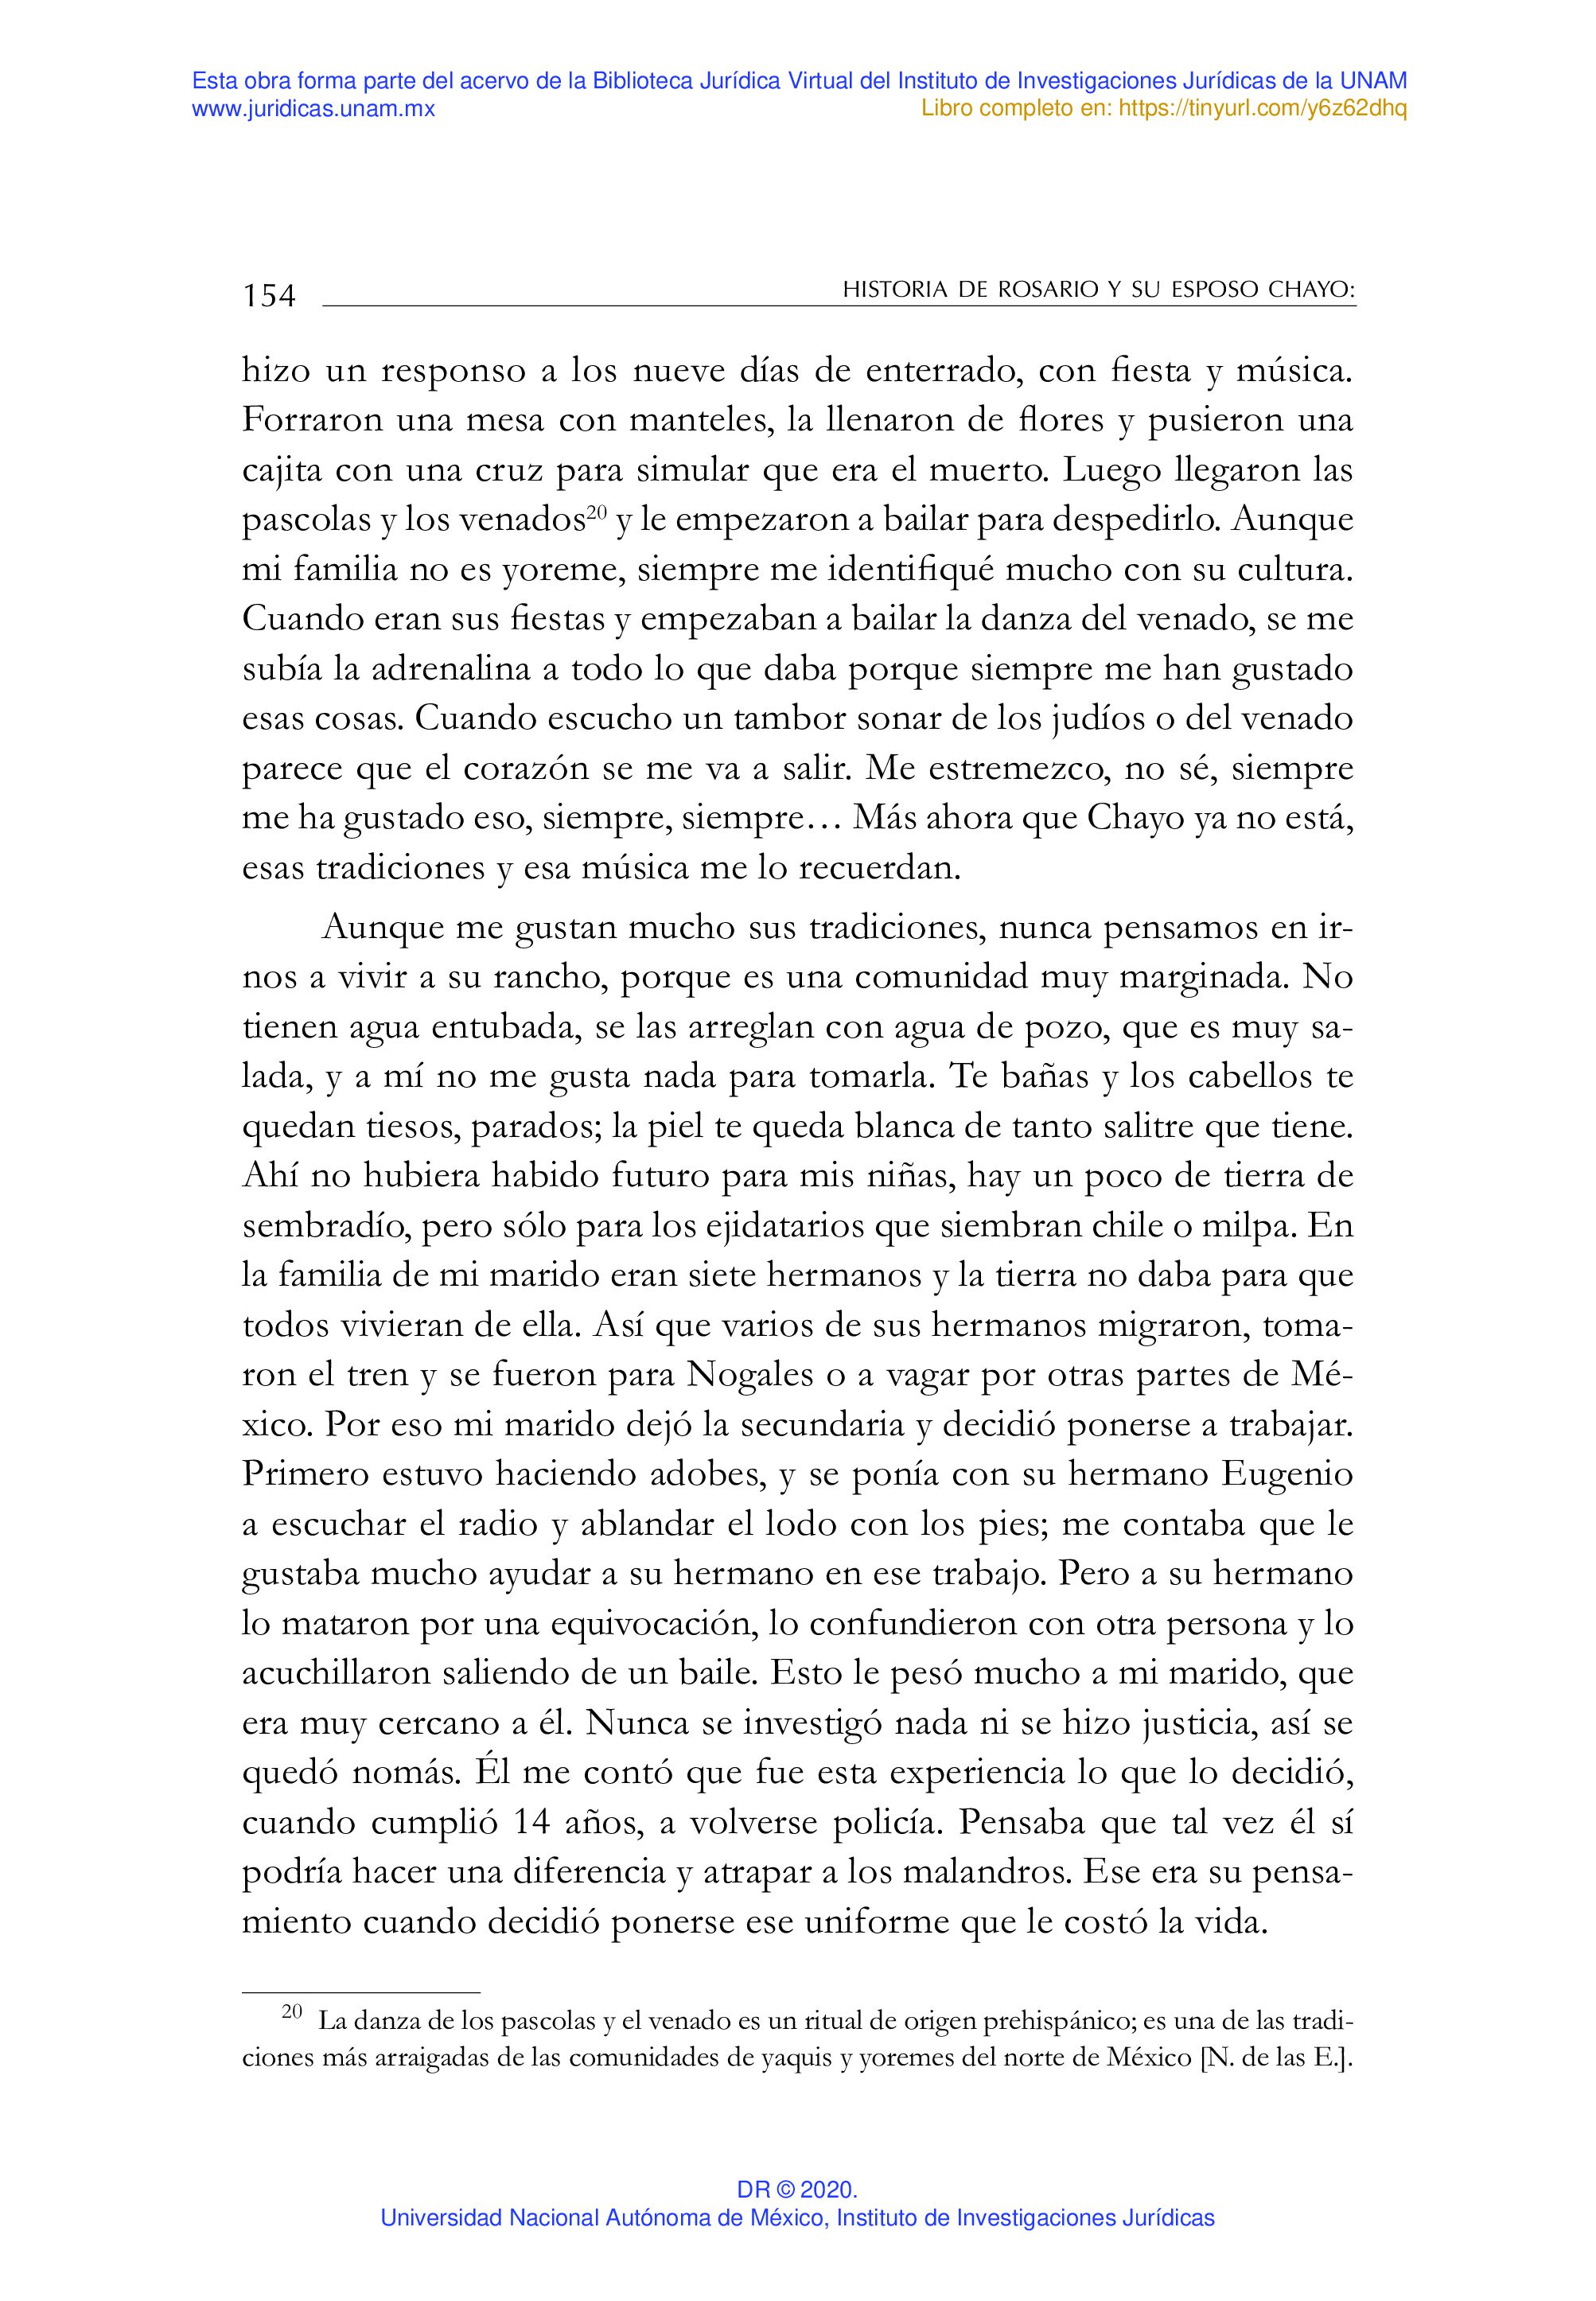 Esta obra forma parte del acervo de la Biblioteca Jurídica Virtual del Instituto de Investigaciones Jurídicas de la UNAM
www.juridicas.unam.mx
Libro completo en: https://tinyurl.com/y6z62dhq
154
HISTORIA DE ROSARIO Y SU ESPOSO CHAYO:
hizo un responso a los nueve días de enterrado, con fiesta y música.
Forraron una mesa con manteles, la llenaron de flores y pusieron una
cajita con una cruz para simular que era el muerto. Luego llegaron las
pascolas y los venados20 y le empezaron a bailar para despedirlo. Aunque
mi familia no es yoreme, siempre me identifiqué mucho con su cultura.
Cuando eran sus fiestas y empezaban a bailar la danza del venado, se me
subía la adrenalina a todo lo que daba porque siempre me han gustado
esas cosas. Cuando escucho un tambor sonar de los judíos o del venado
parece que el corazón se me va a salir. Me estremezco, no sé, siempre
me ha gustado eso, siempre, siempre… Más ahora que Chayo ya no está,
esas tradiciones y esa música me lo recuerdan.
Aunque me gustan mucho sus tradiciones, nunca pensamos en ir-
nos a vivir a su rancho, porque es una comunidad muy marginada. No
tienen agua entubada, se las arreglan con agua de pozo, que es muy sa-
lada, y a mí no me gusta nada para tomarla. Te bañas y los cabellos te
quedan tiesos, parados; la piel te queda blanca de tanto salitre que tiene.
Ahí no hubiera habido futuro para mis niñas, hay un poco de tierra de
sembradío, pero sólo para los ejidatarios que siembran chile o milpa. En
la familia de mi marido eran siete hermanos y la tierra no daba para que
todos vivieran de ella. Así que varios de sus hermanos migraron, toma-
ron el tren y se fueron para Nogales o a vagar por otras partes de Mé-
xico. Por eso mi marido dejó la secundaria y decidió ponerse a trabajar.
Primero estuvo haciendo adobes, y se ponía con su hermano Eugenio
a escuchar el radio y ablandar el lodo con los pies; me contaba que le
gustaba mucho ayudar a su hermano en ese trabajo. Pero a su hermano
lo mataron por una equivocación, lo confundieron con otra persona y lo
acuchillaron saliendo de un baile. Esto le pesó mucho a mi marido, que
era muy cercano a él. Nunca se investigó nada ni se hizo justicia, así se
quedó nomás. Él me contó que fue esta experiencia lo que lo decidió,
cuando cumplió 14 años, a volverse policía. Pensaba que tal vez él sí
podría hacer una diferencia y atrapar a los malandros. Ese era su pensa-
miento cuando decidió ponerse ese uniforme que le costó la vida.
20 La danza de los pascolas y el venado es un ritual de origen prehispánico; es una de las tradi-
ciones más arraigadas de las comunidades de yaquis y yoremes del norte de México [N. de las E.].
DR © 2020.
Universidad Nacional Autónoma de México, Instituto de Investigaciones Jurídicas